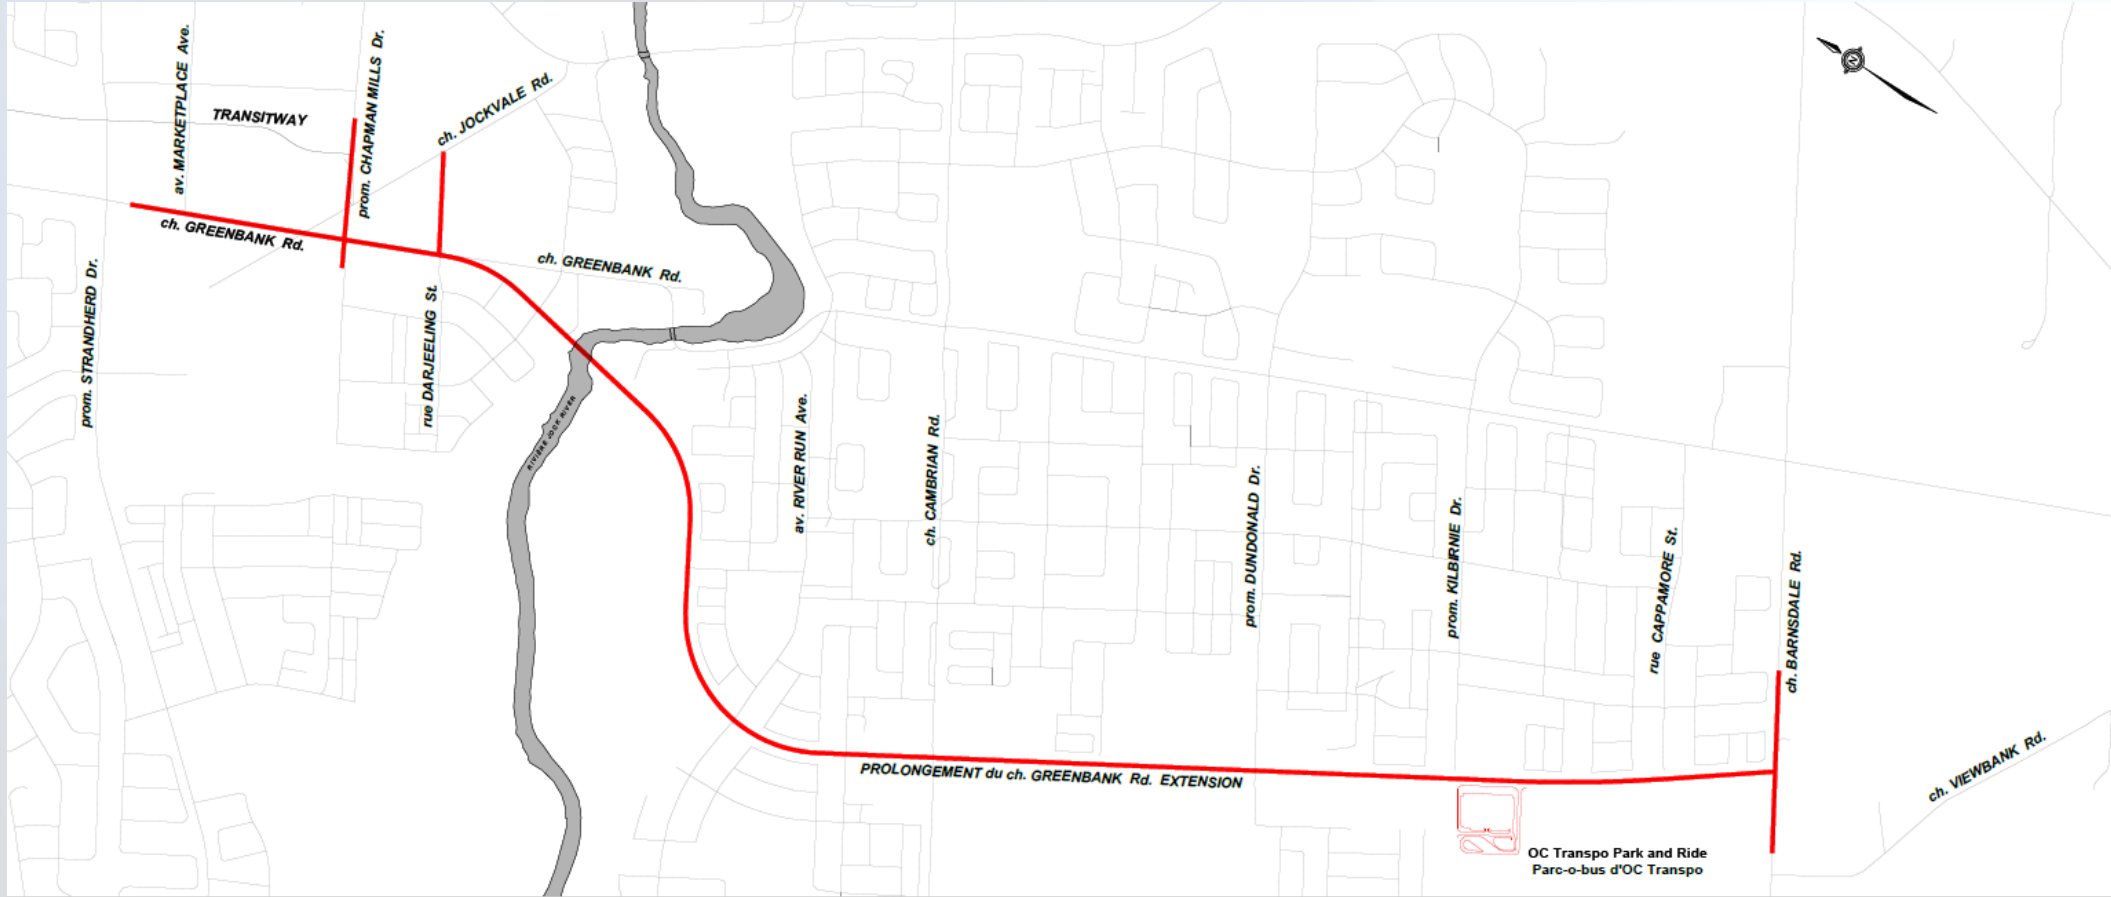 av. MARKETPLACE Ave.
TRANSITWAY
prom. CHAPMAN MILLS Dr.
ch. JOCKVALE Rd.
N
ch. GREENBANK Rd.
ch. GREENBANK Rd.
prom. STRANDHERD Dr.
rue DARJEELING St.
RIVIÈRE JOCK RIVER
av. RIVER RUN Ave.
ch. CAMBRIAN Rd.
prom. DUNDONALD Dr.
prom. KILBIRNIE Dr.
rue CAPPAMORE St.
ch. BARNSDALE Rd.
ch. VIEWBANK Rd.
PROLONGEMENT du ch. GREENBANK Rd. EXTENSION
OC Transpo Park and Ride
Parc-o-bus d'OC Transpo